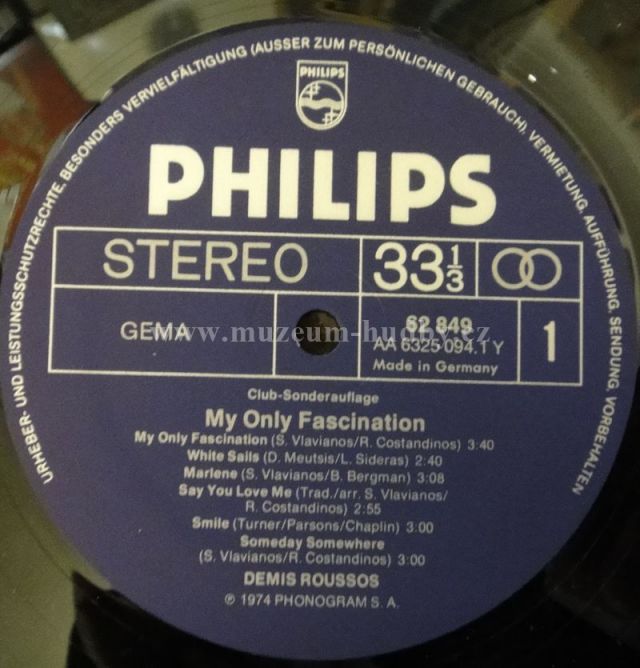 URHEBER- UND LEISTUNGSSCHUTZRECHTE, BESONDERS VERVIELFÄLTIGUNG (AUSSER ZUM PERSÖNLICHEN GEBRAUCH), VERMIETUNG, AUFFÜHRUNG, SENDUNG, VORBEHALTEN
PHILIPS
PHILIPS
STEREO
33 1/3
GEMA
62 849
AA 6325 094.1 Y
Made in Germany
1
www.muzeum-hudby.cz
Club-Sonderauflage
My Only Fascination
My Only Fascination (S. Vlavianos/R. Costandinos) 3:40
White Sails (D. Meutsis/L. Sideras) 2:40
Marlene (S. Vlavianos/B. Bergman) 3:08
Say You Love Me (Trad./arr. S. Vlavianos/
R. Costandinos) 2:55
Smile (Turner/Parsons/Chaplin) 3:00
Someday Somewhere
(S. Vlavianos/R. Costandinos) 3:00
DEMIS ROUSSOS
℗ 1974 PHONOGRAM S. A.